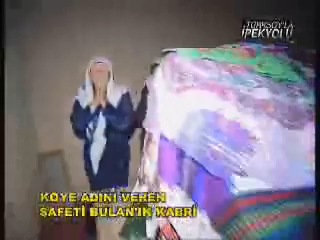 TÜRKSOY'LA
İPEKYOLU
KÖYE ADINI VEREN
SAFETİ BULAN'IN KABRİ